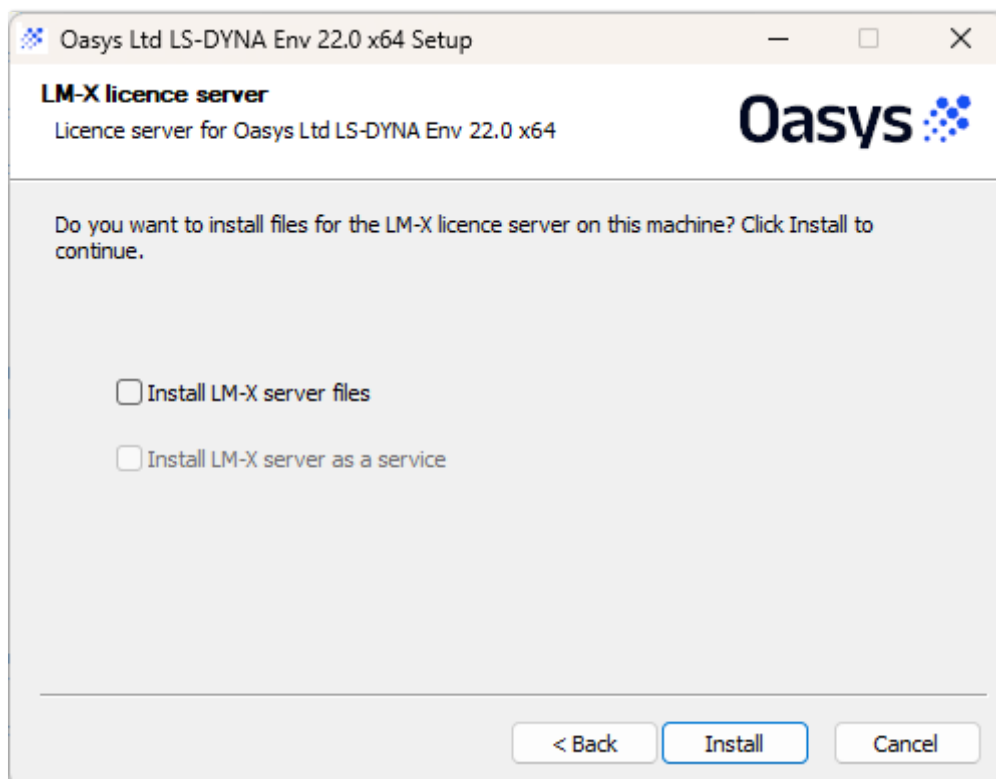 Oasys Ltd LS-DYNA Env 22.0 x64 Setup
LM-X licence server
Licence server for Oasys Ltd LS-DYNA Env 22.0 x64
Oasys
Do you want to install files for the LM-X licence server on this machine? Click Install to
continue.
Install LM-X server files
Install LM-X server as a service
< Back
Install
Cancel